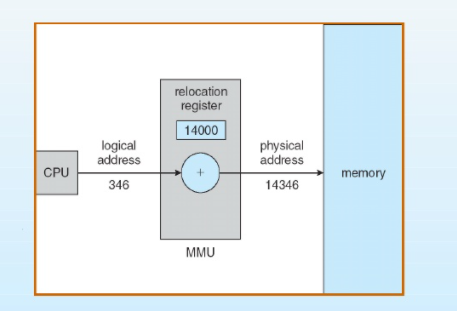 relocation
register
14000
logical
address
346
physical
address
14346
CPU
+
memory
MMU